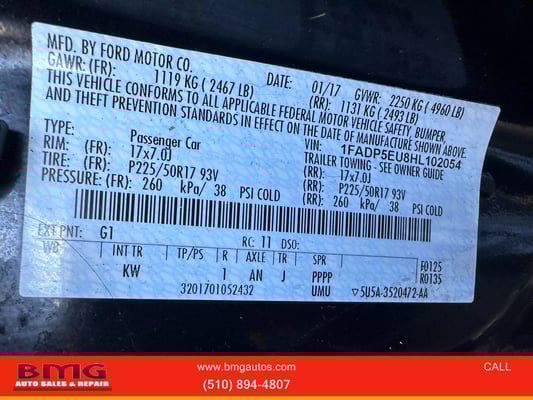 MFD. BY FORD MOTOR CO.
DATE: 01/17 GVWR: 2250 KG ( 4960 LB)
GAWR: (FR): 1119 KG ( 2467 LB) (RR): 1131 KG ( 2493 LB)
THIS VEHICLE CONFORMS TO ALL APPLICABLE FEDERAL MOTOR VEHICLE SAFETY, BUMPER,
AND THEFT PREVENTION STANDARDS IN EFFECT ON THE DATE OF MANUFACTURE SHOWN ABOVE.
VIN: 1FADP5EU8HL102054
TYPE: Passenger Car TRAILER TOWING - SEE OWNER GUIDE
RIM: 17x7.0J 17x7.0J
TIRES: (FR) P225/50R17 93V (RR): P225/50R17 93V
PRESSURE: (FR): 260 kPa/ 38 PSI COLD (RR): 260 kPa/ 38 PSI COLD
EXT PNT: G1 RC: 11 DSO:
WB INT TR TP/PS R AXLE TR SPR F0125
KW 1 AN J PPPP R0135
3201701052432 UMU ▽5U5A-3520472-AA
BMG
AUTO SALES & REPAIR
www.bmgautos.com
(510) 894-4807
CALL